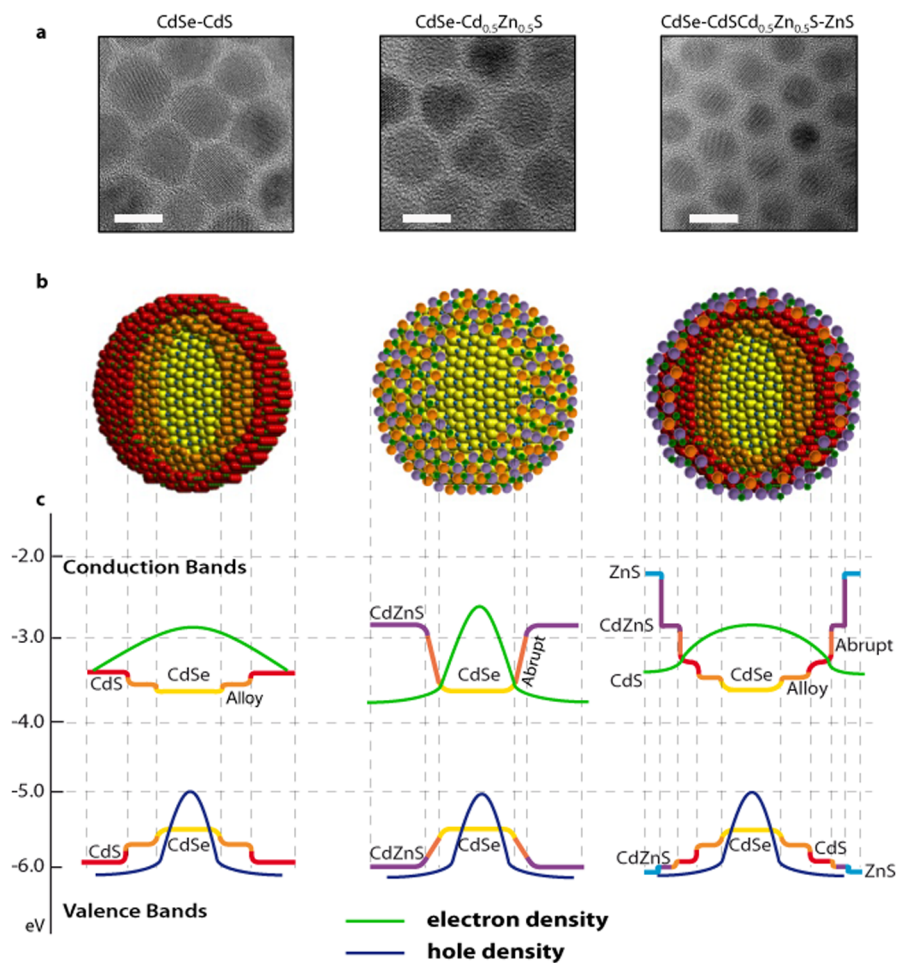 CdSe-CdS
CdSe-Cd0.5Zn0.5S
CdSe-CdSCd0.5Zn0.5S-ZnS
a
b
c
-2.0
Conduction Bands
ZnS
CdZnS
CdZnS
-3.0
Abrupt
Abrupt
CdS
CdSe
Alloy
CdSe
CdS
CdSe
Alloy
-4.0
-5.0
CdS
CdSe
CdZnS
CdSe
CdZnS
CdSe
CdS
ZnS
-6.0
Valence Bands
eV
electron density
hole density